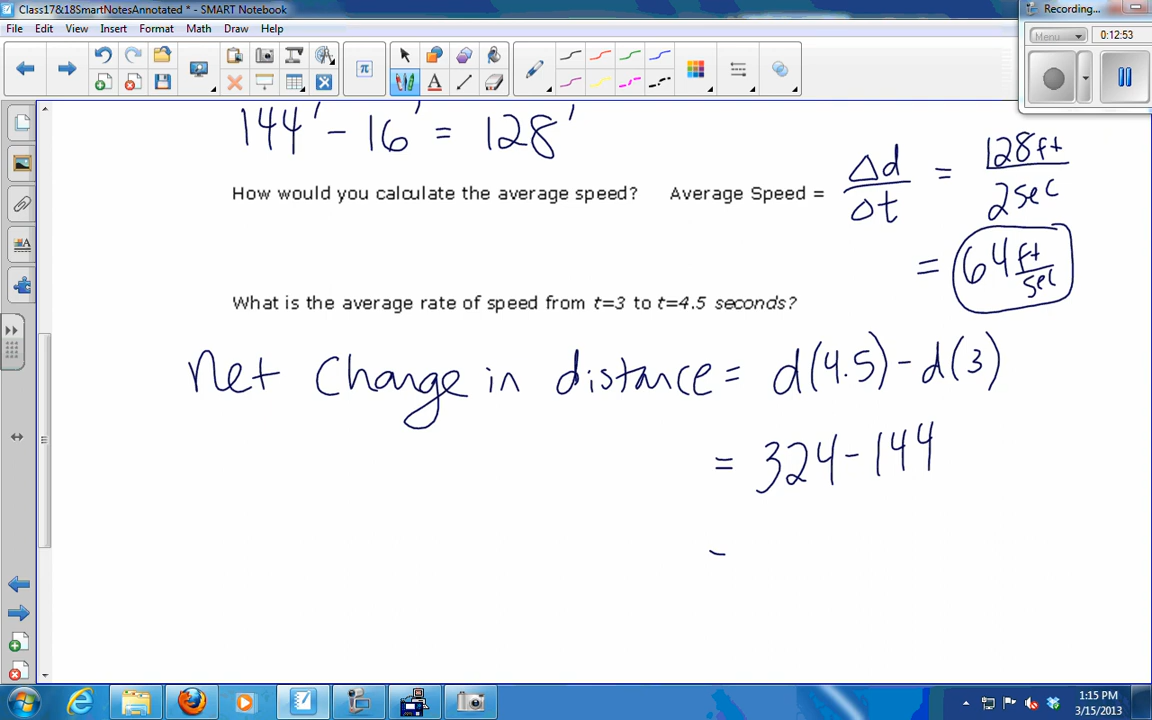 Class17&18SmartNotesAnnotated * - SMART Notebook
Recording...
File Edit View Insert Format Math Draw Help
Menu
0:12:53
144' - 16' = 128'
How would you calculate the average speed? Average Speed = Δd/Δt = 128ft/2sec
= 64 ft/sec
What is the average rate of speed from t=3 to t=4.5 seconds?
Net Change in distance = d(4.5) - d(3)
= 324 - 144
1:15 PM
3/15/2013